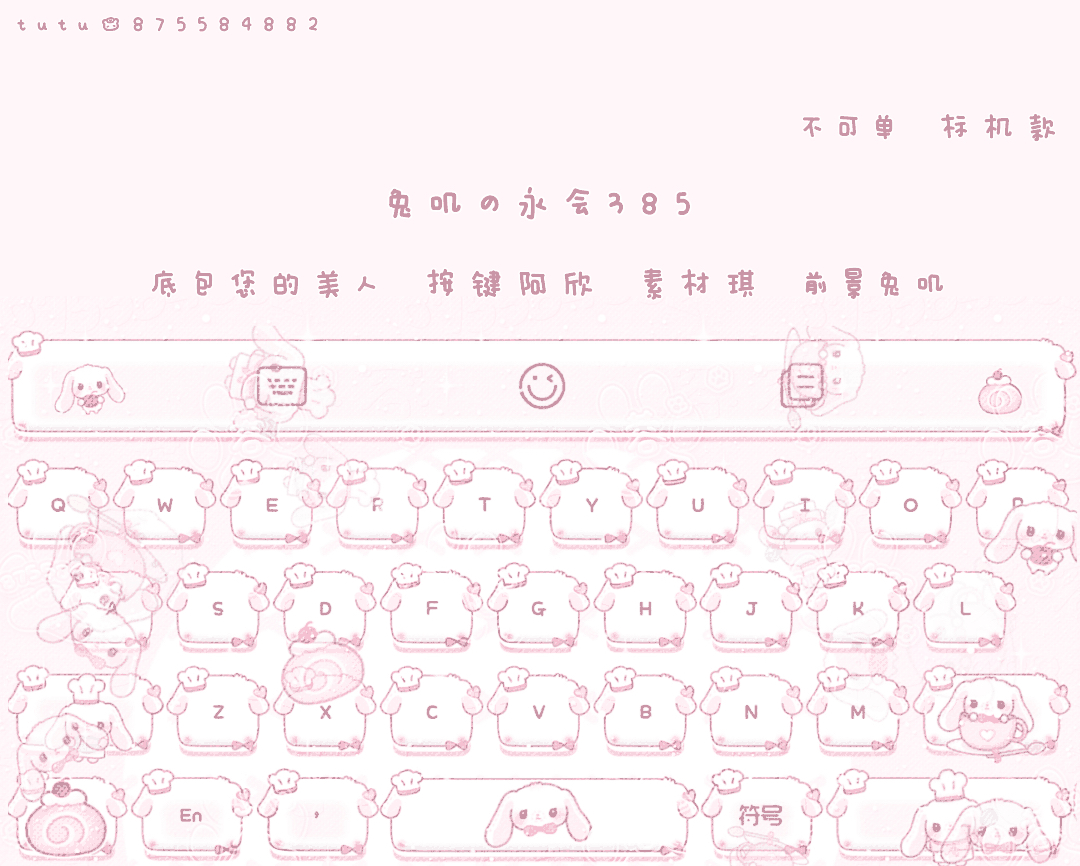 tutu 875584882
不可单 标机款
兔叽の永会385
底包您的美人 按键阿欣 素材琪 前景兔叽
Q W E R T Y U I O P
A S D F G H J K L
Z X C V B N M
En , 符号